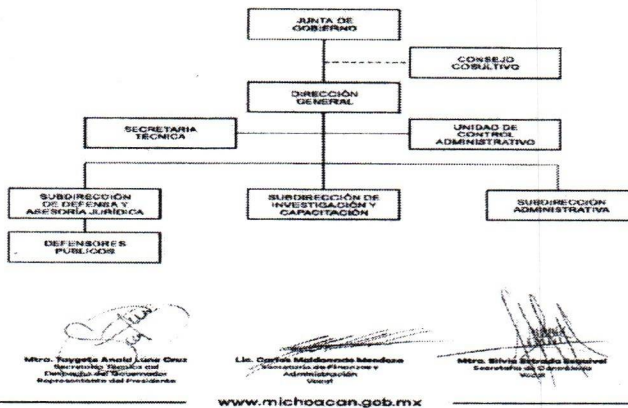 JUNTA DE
GOBIERNO
CONSEJO
COSULTIVO
DIRECCIÓN
GENERAL
SECRETARIA
TÉCNICA
UNIDAD DE
CONTROL
ADMINISTRATIVO
SUBDIRECCIÓN
DE DEFENSA Y
ASESORÍA JURÍDICA
SUBDIRECCIÓN DE
INVESTIGACIÓN Y
CAPACITACIÓN
SUBDIRECCIÓN
ADMINISTRATIVA
DEFENSORES
PÚBLICOS
Mtro. Taygete Luna Cruz
Secretario Técnico del
Despacho del Gobernador
Representante del Presidente
Lic. Carlos Maldonado Mendoza
Secretario de Finanzas y
Administración
Vocal
Mtra. Silvia Estrada Esquivel
Secretaria de Contraloría
Vocal
www.michoacan.gob.mx